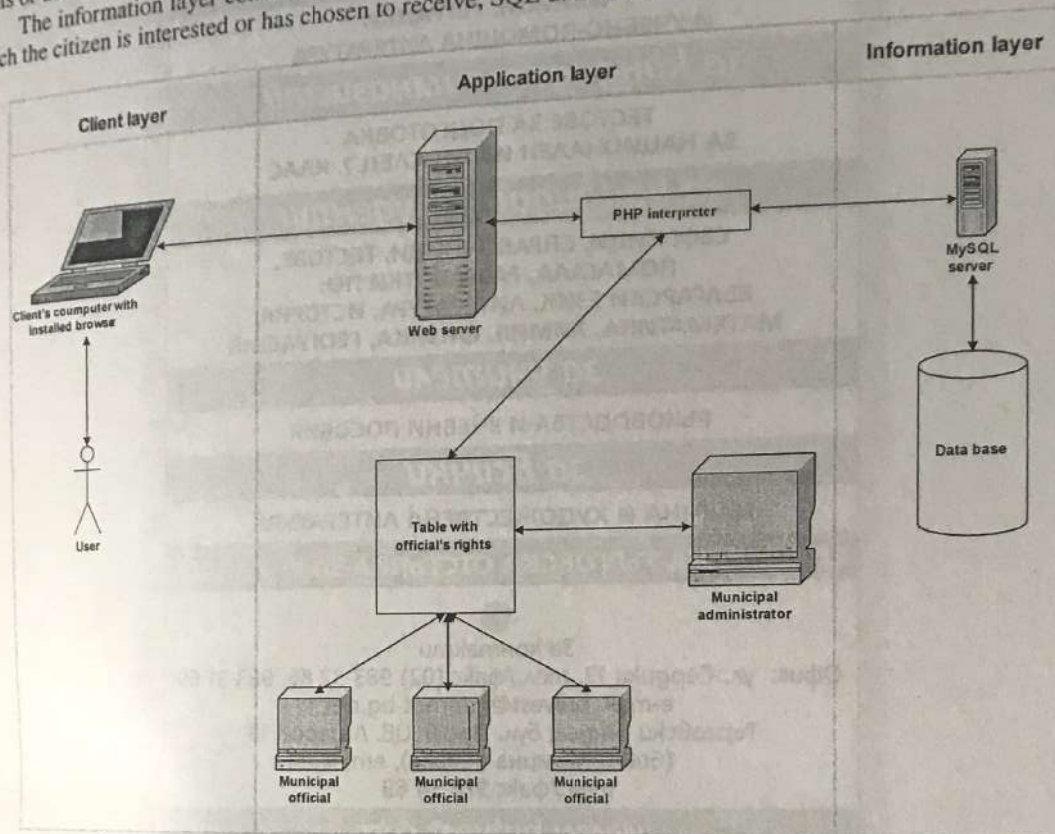 The information layer
ch the citizen is interested or has chosen to receive,
Client layer
Application layer
Information layer
Client's coumputer with
installed browse
Web server
PHP interpreter
MySQL
server
User
Table with
official's rights
Municipal
administrator
Data base
Municipal
official
Municipal
official
Municipal
official